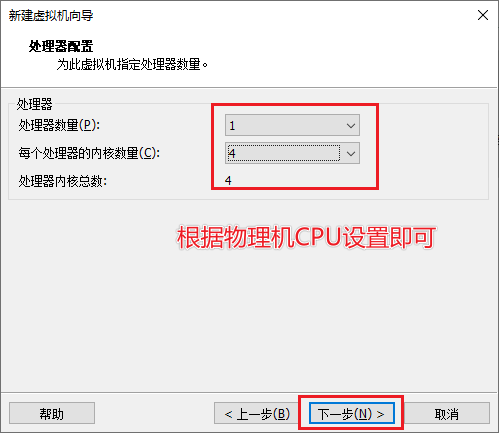 新建虚拟机向导
处理器配置
为此虚拟机指定处理器数量。
处理器
处理器数量(P): 1
每个处理器的内核数量(C): 4
处理器内核总数: 4
根据物理机CPU设置即可
帮助 < 上一步(B) 下一步(N) > 取消